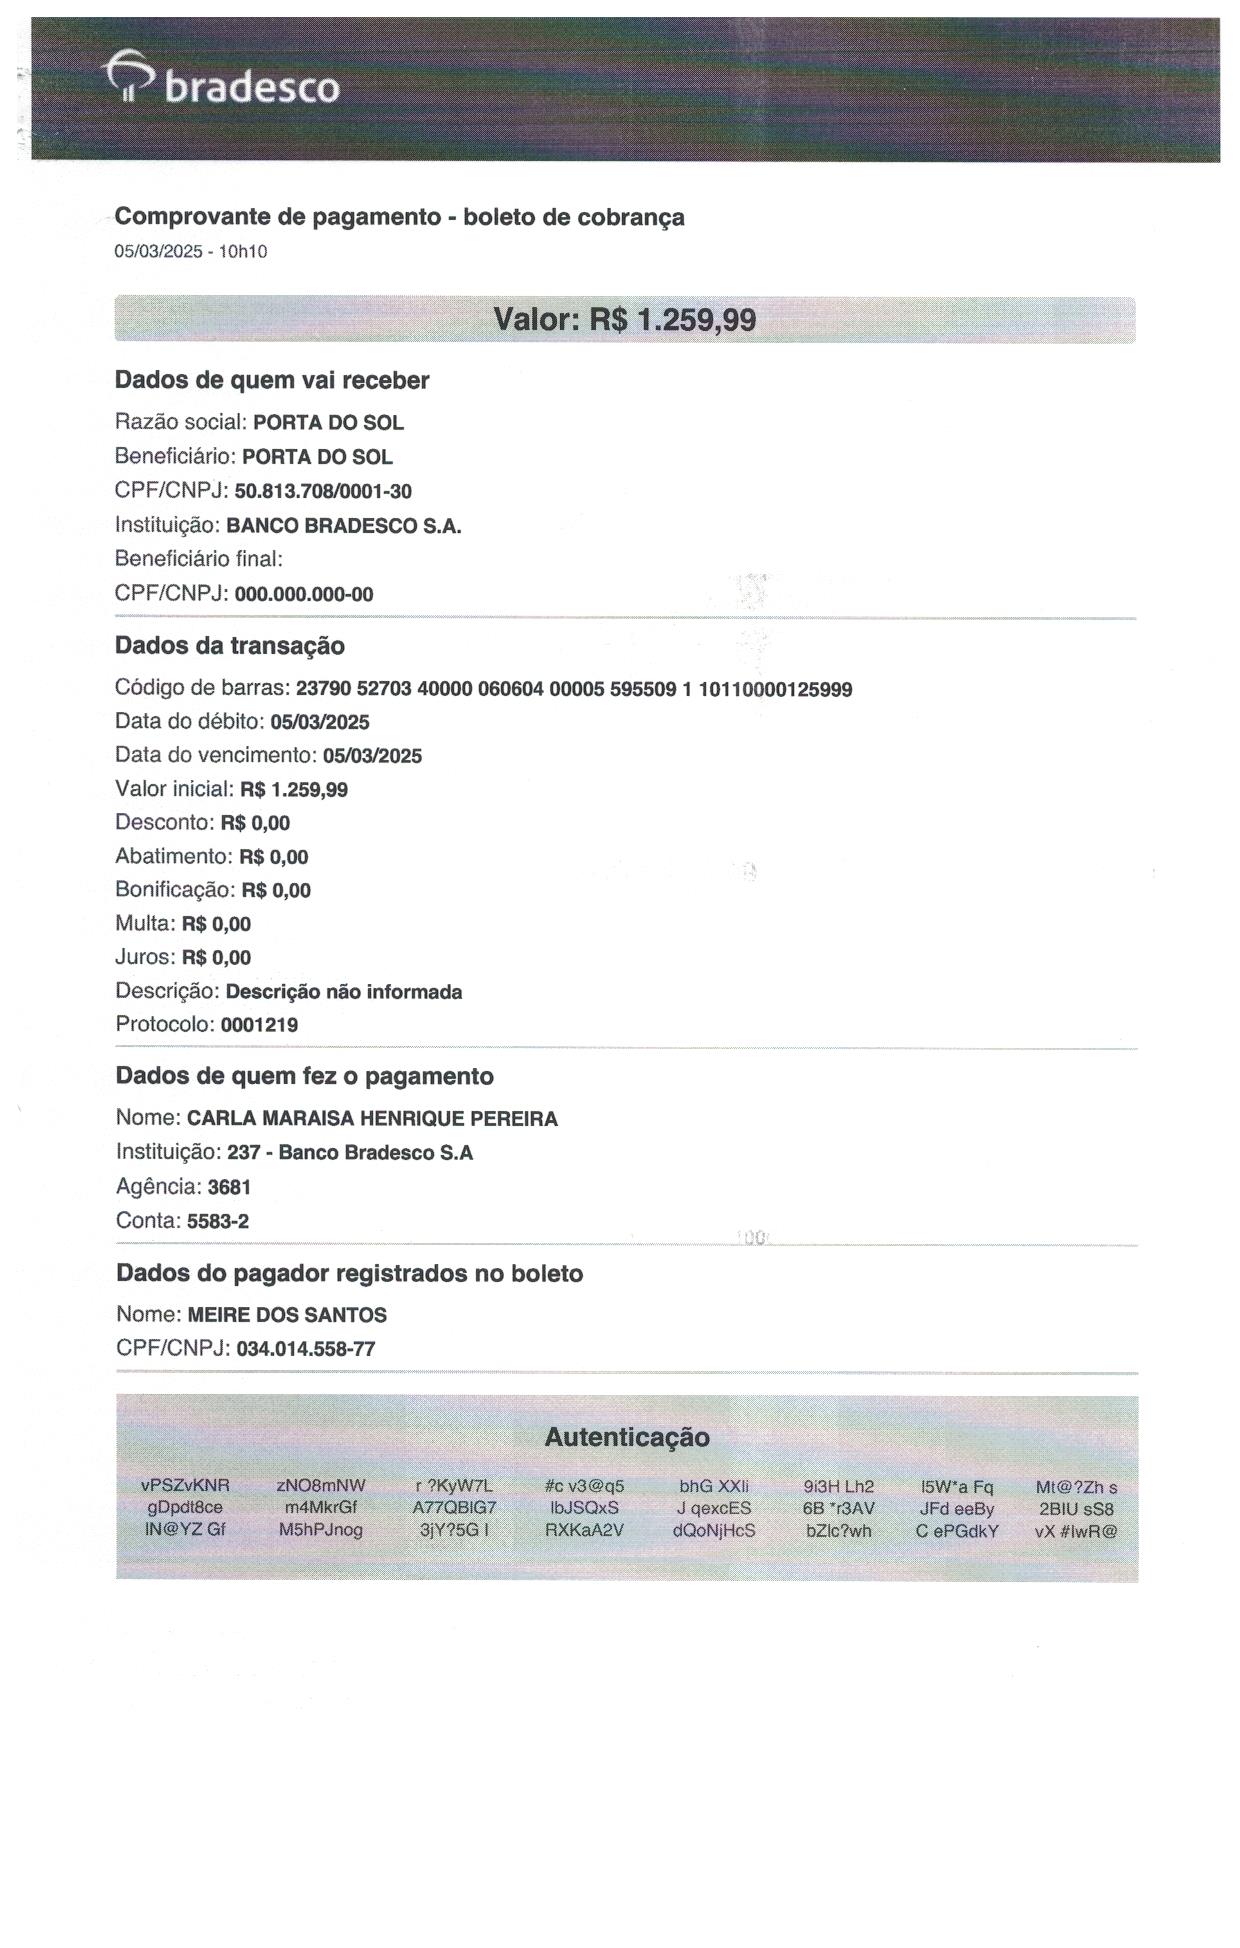 bradesco
Comprovante de pagamento - boleto de cobrança
05/03/2025 - 10h10
Valor: R$ 1.259,99
Dados de quem vai receber
Razão social: PORTA DO SOL
Beneficiário: PORTA DO SOL
CPF/CNPJ: 50.813.708/0001-30
Instituição: BANCO BRADESCO S.A.
Beneficiário final:
CPF/CNPJ: 000.000.000-00
Dados da transação
Código de barras: 23790 52703 40000 060604 00005 595509 1 10110000125999
Data do débito: 05/03/2025
Data do vencimento: 05/03/2025
Valor inicial: R$ 1.259,99
Desconto: R$ 0,00
Abatimento: R$ 0,00
Bonificação: R$ 0,00
Multa: R$ 0,00
Juros: R$ 0,00
Descrição: Descrição não informada
Protocolo: 0001219
Dados de quem fez o pagamento
Nome: CARLA MARAISA HENRIQUE PEREIRA
Instituição: 237 - Banco Bradesco S.A
Agência: 3681
Conta: 5583-2
Dados do pagador registrados no boleto
Nome: MEIRE DOS SANTOS
CPF/CNPJ: 034.014.558-77
Autenticação
vPSZvKNR zNO8mNW r ?KyW7L #c v3@q5 bhG XXli 9i3H Lh2 l5W*a Fq Mt@?Zh s
gDpdt8ce m4MkrGf A77QBIG7 lbJSQxS J qexcES 6B *r3AV JFd eeBy 2BIU sS8
IN@YZ Gf M5hPJnog 3jY?5G l RXKaA2V dQoNjHcS bZlc?wh C ePGdkY vX #lwR@